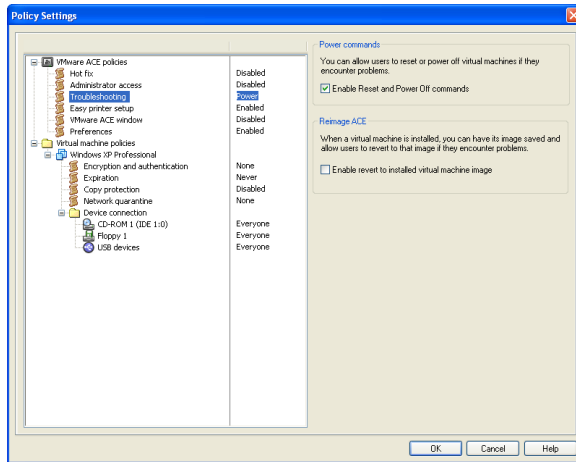 Policy Settings
VMware ACE policies
Hot fix Disabled
Administrator access Disabled
Troubleshooting Power
Easy printer setup Enabled
VMware ACE window Disabled
Preferences Enabled
Virtual machine policies
Windows XP Professional
Encryption and authentication None
Expiration Never
Copy protection Disabled
Network quarantine None
Device connection
CD-ROM 1 (IDE 1:0) Everyone
Floppy 1 Everyone
USB devices Everyone
Power commands
You can allow users to reset or power off virtual machines if they
encounter problems.
Enable Reset and Power Off commands
Reimage ACE
When a virtual machine is installed, you can have its image saved and
allow users to revert to that image if they encounter problems.
Enable revert to installed virtual machine image
OK Cancel Help